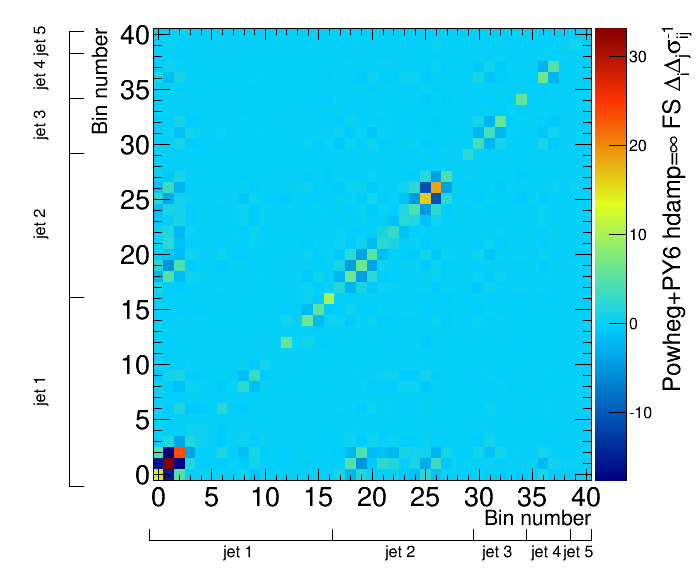 40
35
30
25
20
15
10
5
0
Bin number
jet 5
jet 4
jet 3
jet 2
jet 1
0 5 10 15 20 25 30 35 40
Bin number
jet 1 jet 2 jet 3 jet 4 jet 5
30
20
10
0
-10
Powheg+PY6 hdamp=∞ FS ΔᵢΔⱼσᵢⱼ⁻¹